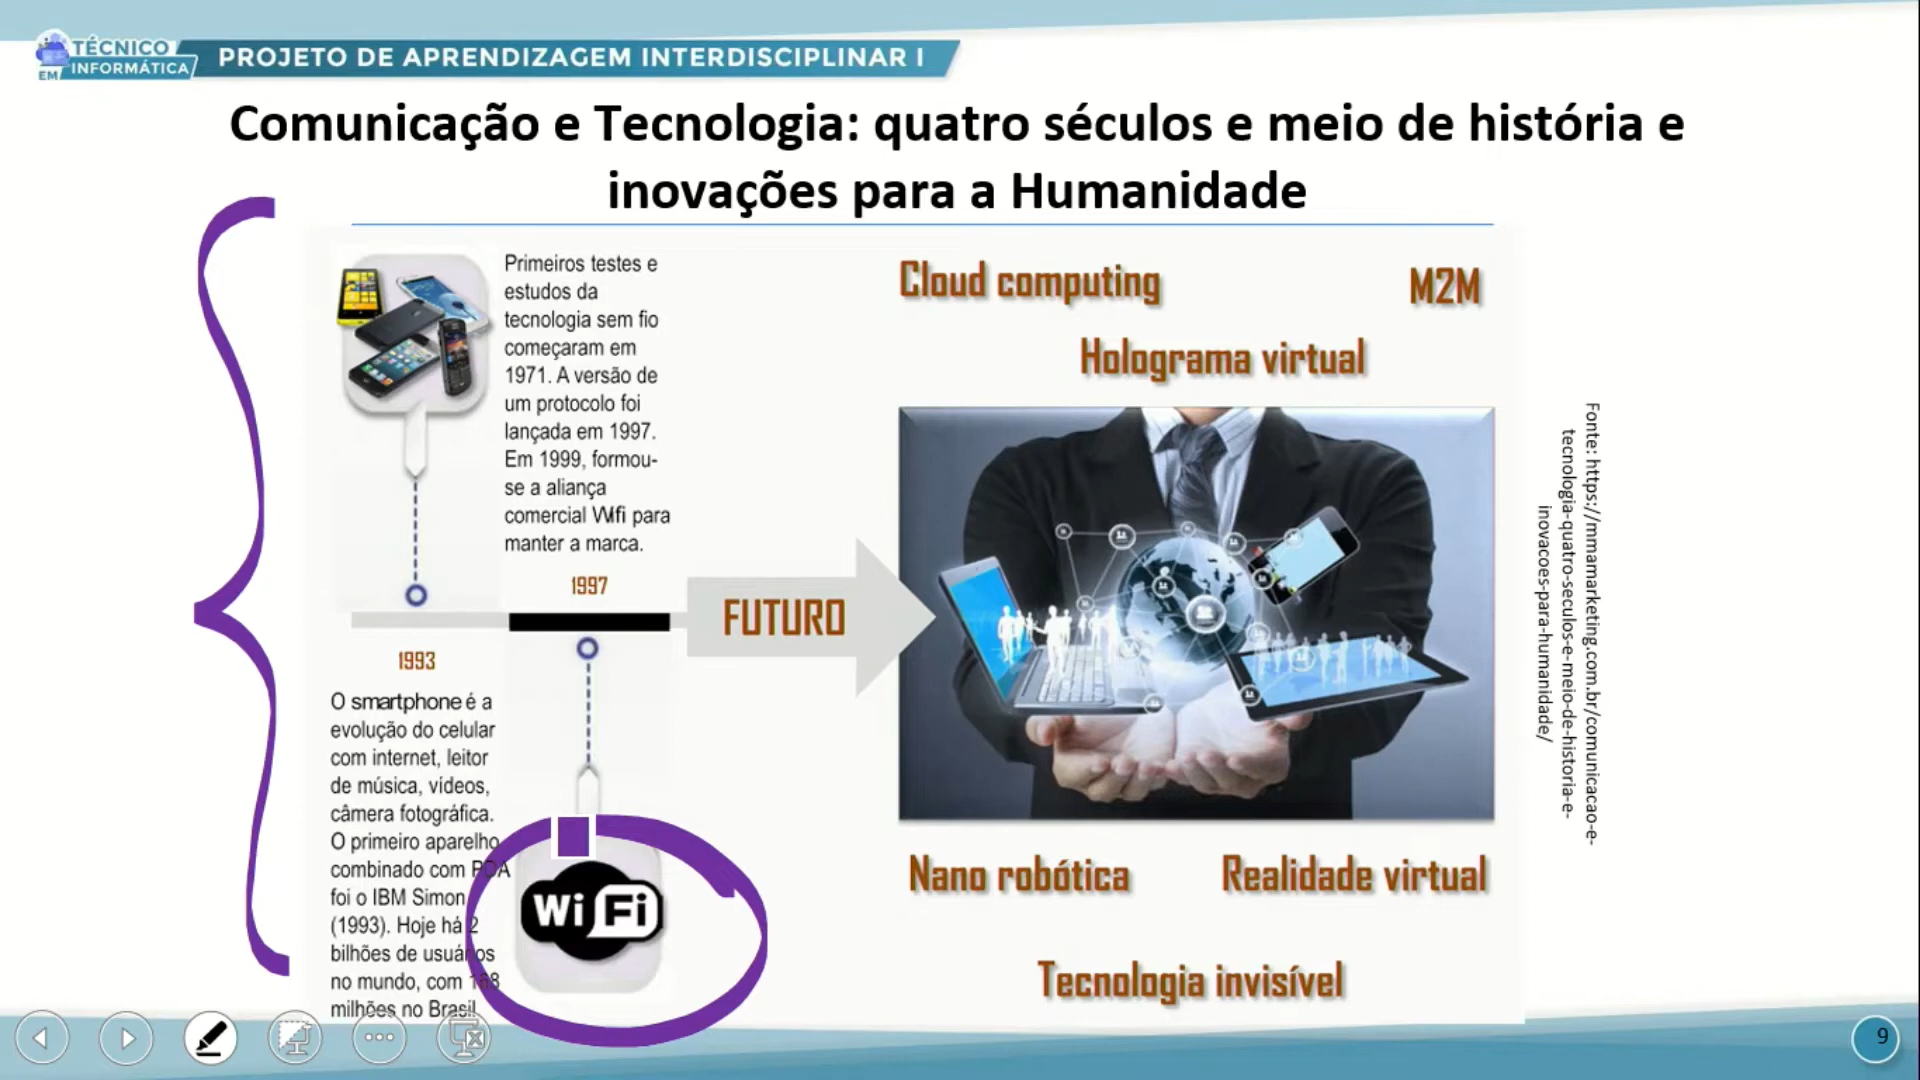 TÉCNICO
EM INFORMÁTICA
PROJETO DE APRENDIZAGEM INTERDISCIPLINAR I
Comunicação e Tecnologia: quatro séculos e meio de história e
inovações para a Humanidade
Primeiros testes e
estudos da
tecnologia sem fio
começaram em
1971. A versão de
um protocolo foi
lançada em 1997.
Em 1999, formou-
se a aliança
comercial Wifi para
manter a marca.
1997
1993
O smartphone é a
evolução do celular
com internet, leitor
de música, vídeos,
câmera fotográfica.
O primeiro aparelho
combinado com PDA
foi o IBM Simon
(1993). Hoje há 2
bilhões de usuários
no mundo, com 168
milhões no Brasil
Wi Fi
FUTURO
Cloud computing
M2M
Holograma virtual
Nano robótica
Realidade virtual
Tecnologia invisível
Fonte: https://mmamarketing.com.br/comunicacao-e-
tecnologia-quatro-seculos-e-meio-de-historia-e-
inovacoes-para-humanidade/
9